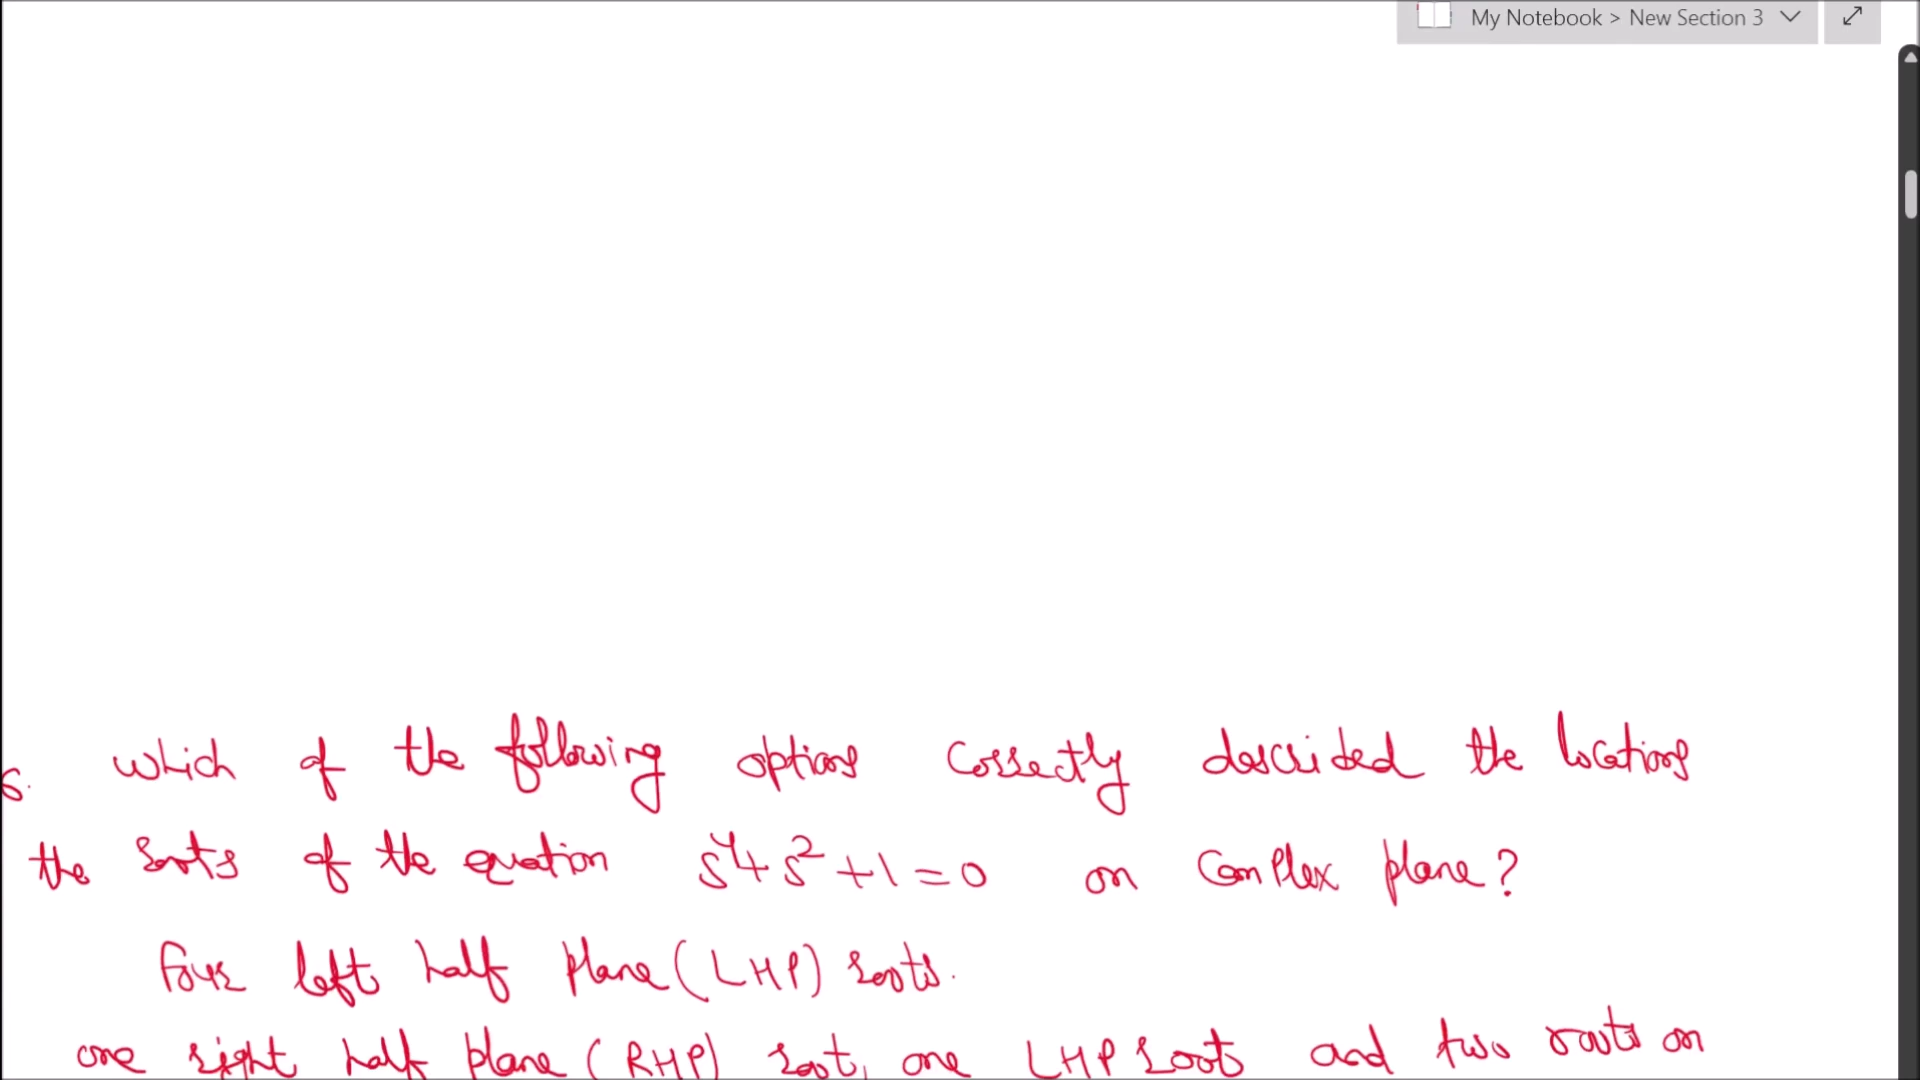 My Notebook > New Section 3
6. which of the following options correctly described the locations
the roots of the equation s⁴+s²+1=0 on complex plane?
four left half plane (LHP) roots.
one right half plane (RHP) root, one LHP root and two roots on